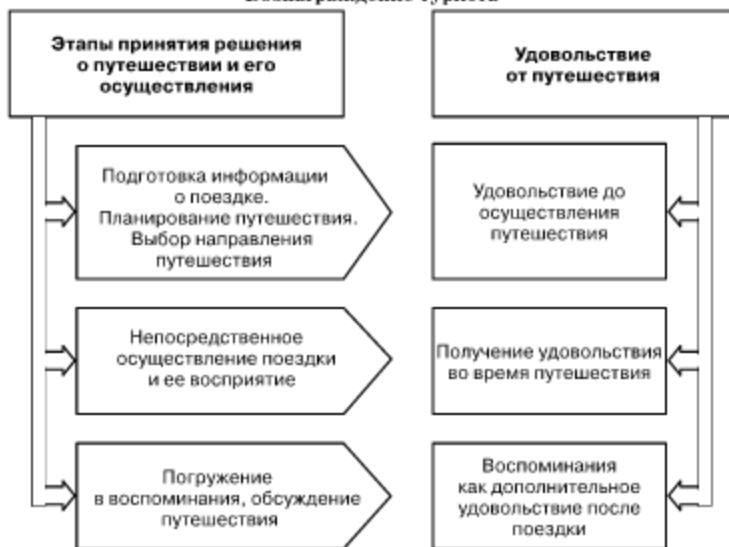 Этапы принятия решения
о путешествии и его
осуществления
Удовольствие
от путешествия
Подготовка информации
о поездке.
Планирование путешествия.
Выбор направления
путешествия
Удовольствие до
осуществления
путешествия
Непосредственное
осуществление поездки
и ее восприятие
Получение удовольствия
во время путешествия
Погружение
в воспоминания, обсуждение
путешествия
Воспоминания
как дополнительное
удовольствие после
поездки